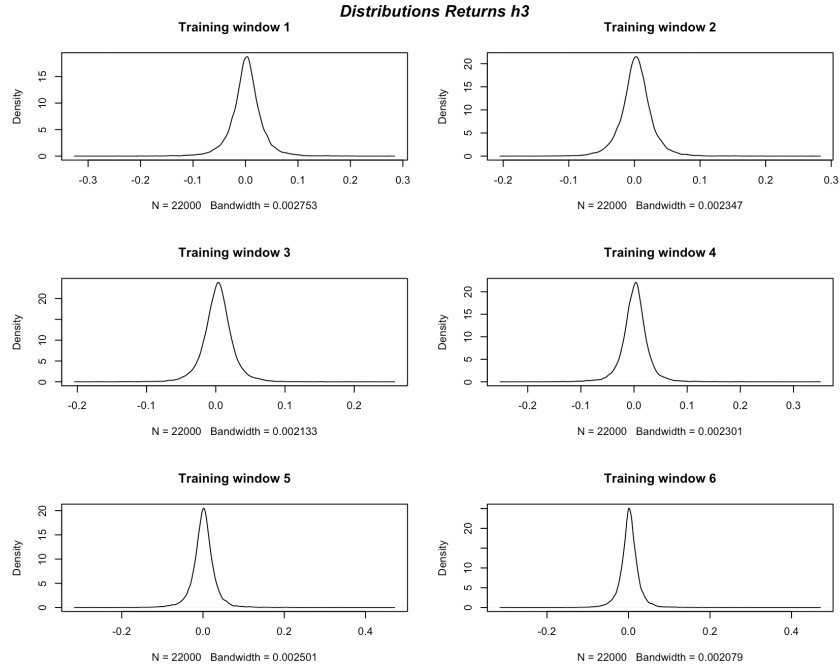 Distributions Returns h3
Training window 1
Density
0 5 10 15
-0.3 -0.2 -0.1 0.0 0.1 0.2 0.3
N = 22000 Bandwidth = 0.002753
Training window 2
Density
0 5 10 15 20
-0.2 -0.1 0.0 0.1 0.2 0.3
N = 22000 Bandwidth = 0.002347
Training window 3
Density
0 5 10 20
-0.2 -0.1 0.0 0.1 0.2
N = 22000 Bandwidth = 0.002133
Training window 4
Density
0 5 10 15 20
-0.2 -0.1 0.0 0.1 0.2 0.3
N = 22000 Bandwidth = 0.002301
Training window 5
Density
0 5 10 15 20
-0.2 0.0 0.2 0.4
N = 22000 Bandwidth = 0.002501
Training window 6
Density
0 5 10 20
-0.2 0.0 0.2 0.4
N = 22000 Bandwidth = 0.002079